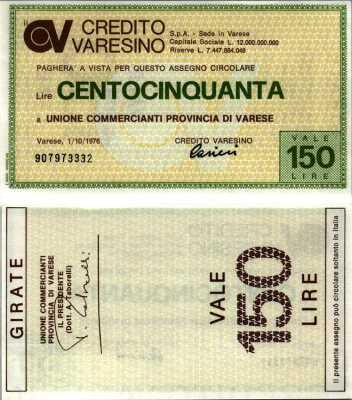 CREDITO
VARESINO
S.p.A. - Sede in Varese
Capitale Sociale L. 12.000.000.000
Riserve L. 7.447.884.048
PAGHERA' A VISTA PER QUESTO ASSEGNO CIRCOLARE
Lire CENTOCINQUANTA
a UNIONE COMMERCIANTI PROVINCIA DI VARESE
Varese, 1/10/1976
CREDITO VARESINO
907973332
VALE
150
LIRE
GIRATE
UNIONE COMMERCIANTI
PROVINCIA DI VARESE
IL PRESIDENTE
VALE
150
LIRE
Il presente assegno può circolare soltanto in Italia